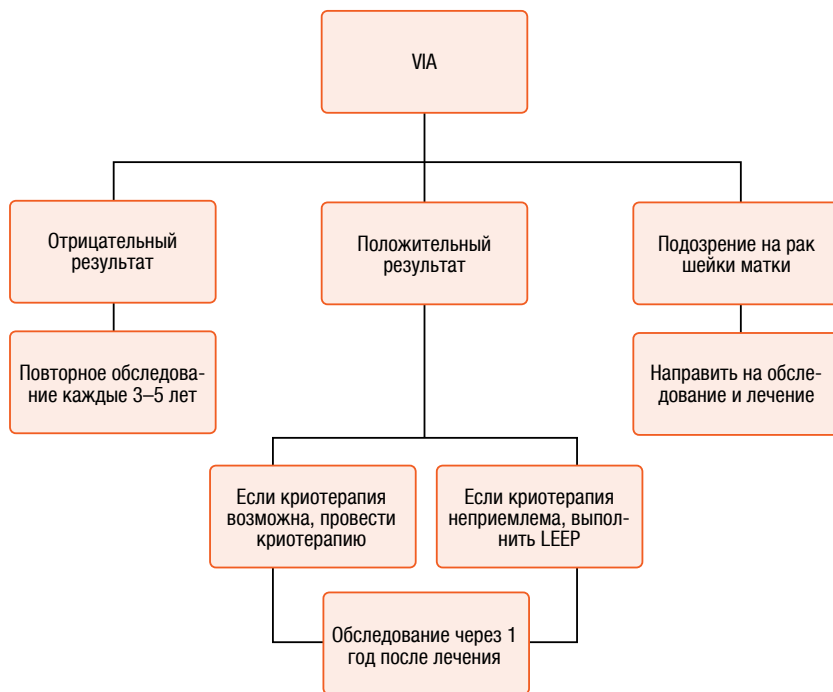 VIA
Отрицательный
результат
Положительный
результат
Подозрение на рак
шейки матки
Повторное обследова-
ние каждые 3–5 лет
Направить на обсле-
дование и лечение
Если криотерапия
возможна, провести
криотерапию
Если криотерапия
неприемлема, выпол-
нить LEEP
Обследование через 1
год после лечения